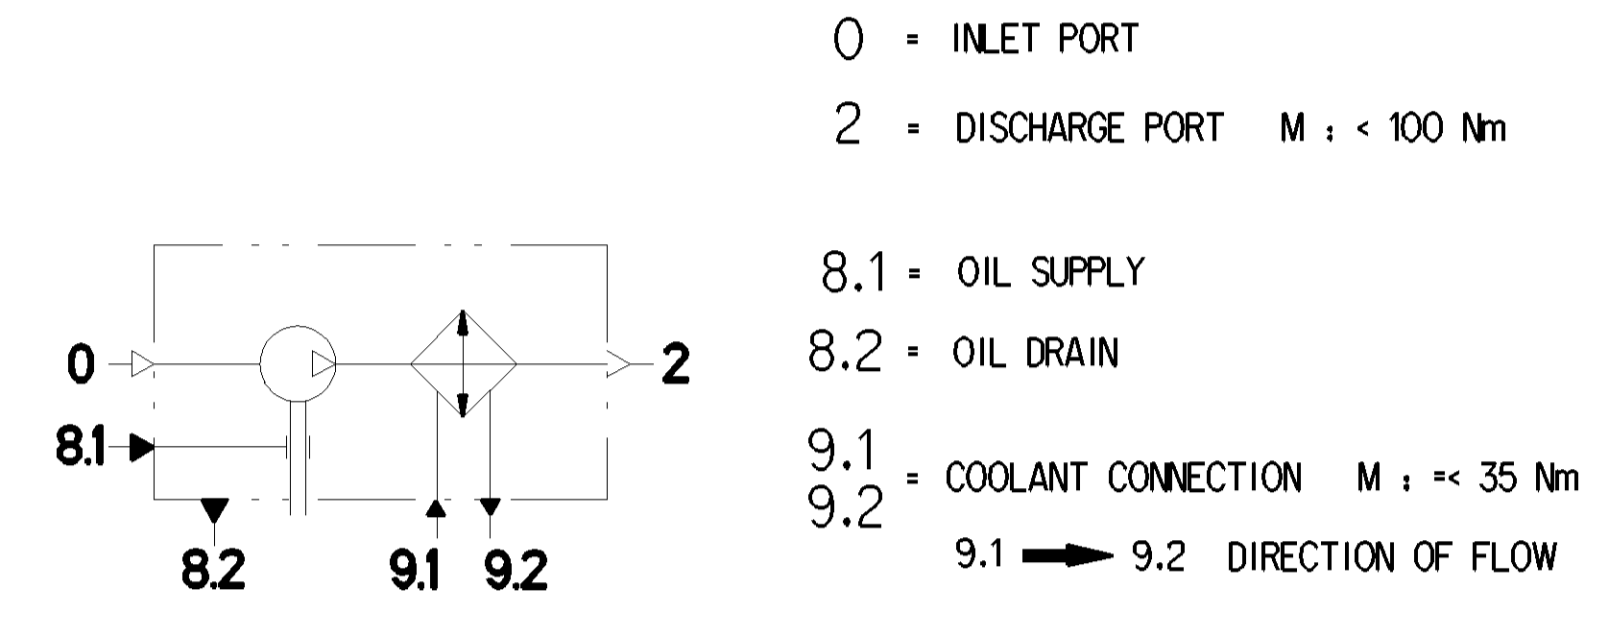 0 = INLET PORT
2 = DISCHARGE PORT M : < 100 Nm
8.1 = OIL SUPPLY
8.2 = OIL DRAIN
9.1
9.2 = COOLANT CONNECTION M : =< 35 Nm
9.1 9.2 DIRECTION OF FLOW
0
2
8.1
8.2
9.1
9.2